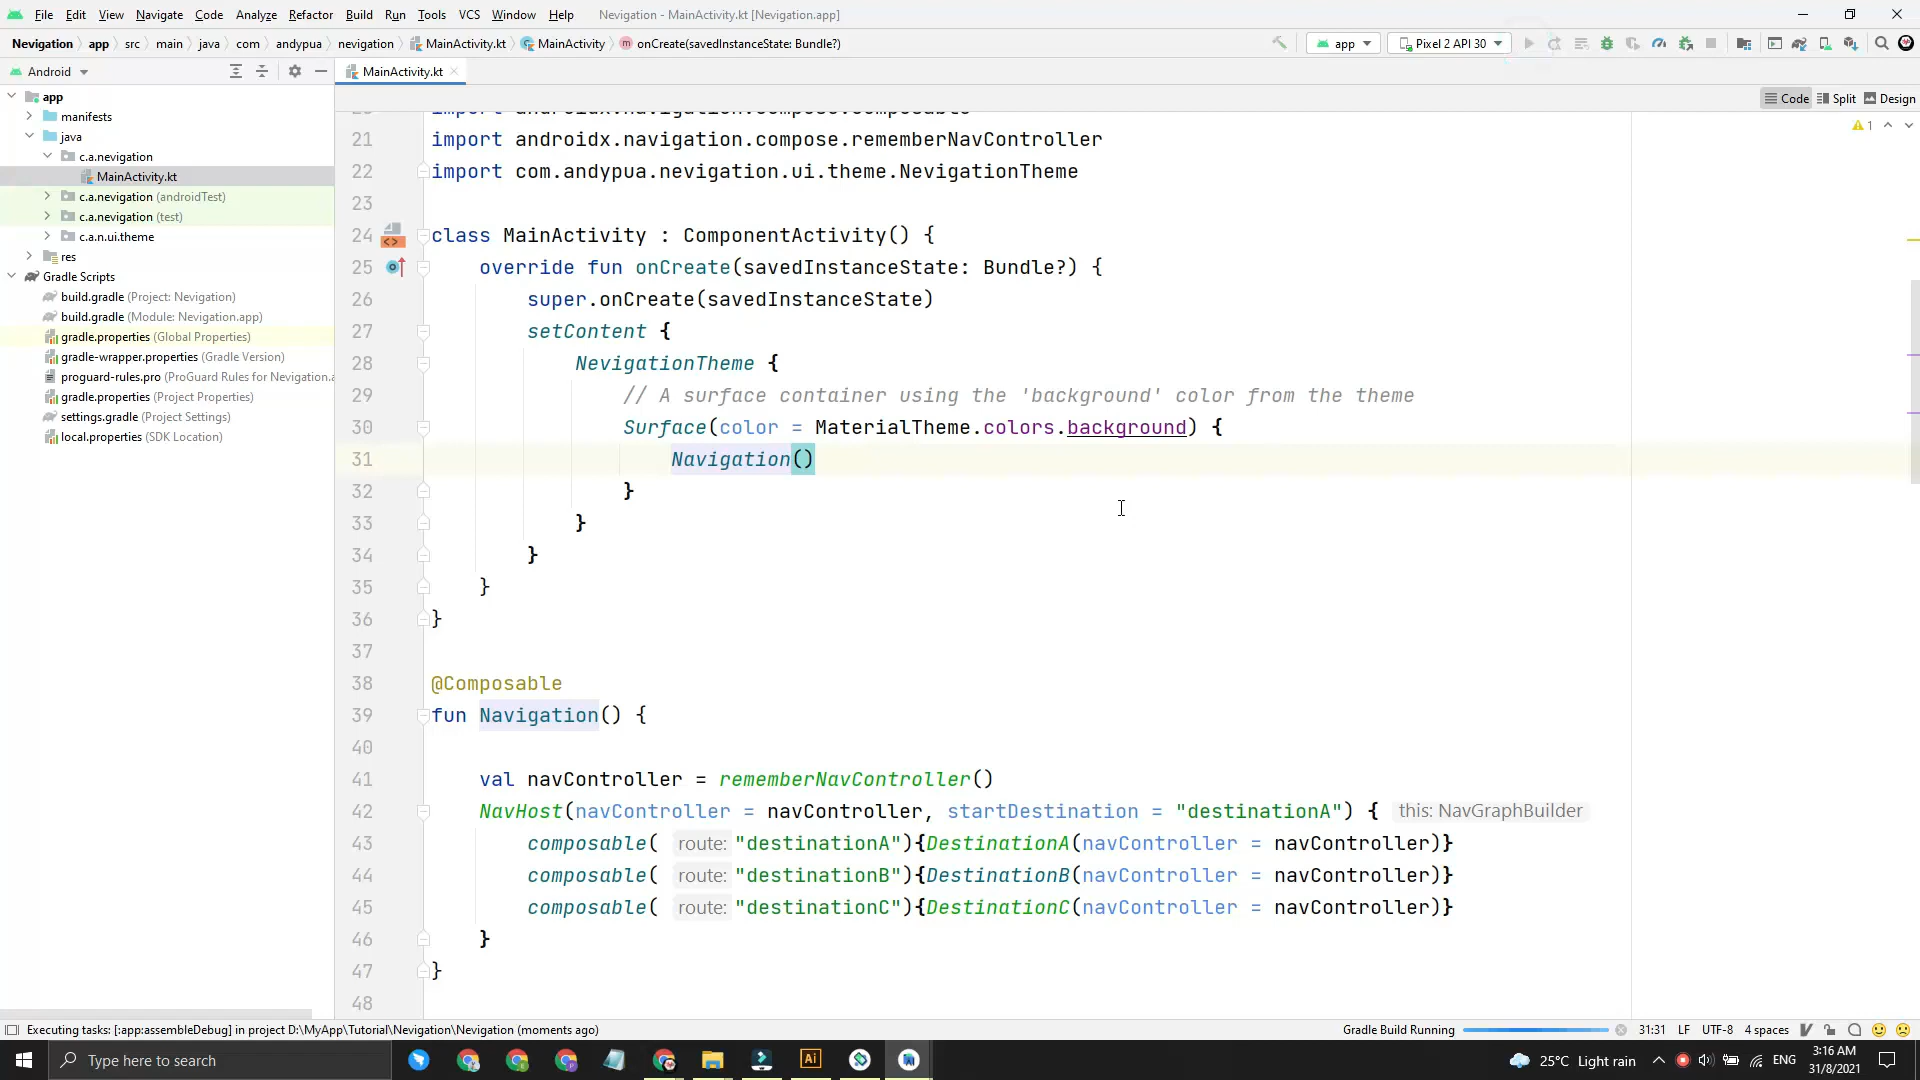 File Edit View Navigate Code Analyze Refactor Build Run Tools VCS Window Help Nevigation - MainActivity.kt [Nevigation.app]
Nevigation app src main java com andypua nevigation MainActivity.kt MainActivity onCreate(savedInstanceState: Bundle?) app Pixel 2 API 30
Android MainActivity.kt
Code Split Design
1
app
manifests
java
c.a.nevigation
MainActivity.kt
c.a.nevigation (androidTest)
c.a.nevigation (test)
c.a.n.ui.theme
res
Gradle Scripts
build.gradle (Project: Nevigation)
build.gradle (Module: Nevigation.app)
gradle.properties (Global Properties)
gradle-wrapper.properties (Gradle Version)
proguard-rules.pro (ProGuard Rules for Nevigation.a
gradle.properties (Project Properties)
settings.gradle (Project Settings)
local.properties (SDK Location)
21 import androidx.navigation.compose.rememberNavController
22 import com.andypua.nevigation.ui.theme.NevigationTheme
23
24 class MainActivity : ComponentActivity() {
25 override fun onCreate(savedInstanceState: Bundle?) {
26 super.onCreate(savedInstanceState)
27 setContent {
28 NevigationTheme {
29 // A surface container using the 'background' color from the theme
30 Surface(color = MaterialTheme.colors.background) {
31 Navigation()
32 }
33 }
34 }
35 }
36 }
37
38 @Composable
39 fun Navigation() {
40
41 val navController = rememberNavController()
42 NavHost(navController = navController, startDestination = "destinationA") { this: NavGraphBuilder
43 composable( route: "destinationA"){DestinationA(navController = navController)}
44 composable( route: "destinationB"){DestinationB(navController = navController)}
45 composable( route: "destinationC"){DestinationC(navController = navController)}
46 }
47 }
48
Executing tasks: [:app:assembleDebug] in project D:\MyApp\Tutorial\Nevigation\Nevigation (moments ago) Gradle Build Running 31:31 LF UTF-8 4 spaces
Type here to search Ai 25°C Light rain ENG 3:16 AM
31/8/2021